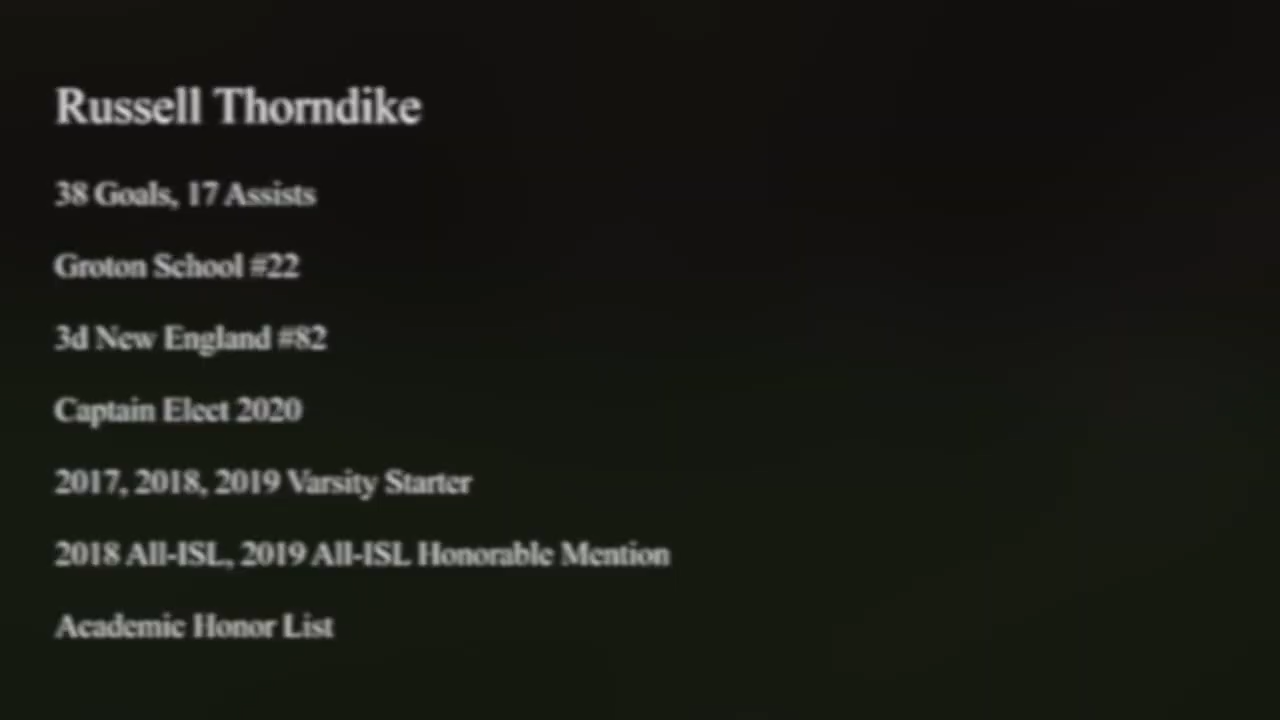 Russell Thorndike
38 Goals, 17 Assists
Groton School #22
3d New England #82
Captain Elect 2020
2017, 2018, 2019 Varsity Starter
2018 All-ISL, 2019 All-ISL Honorable Mention
Academic Honor List